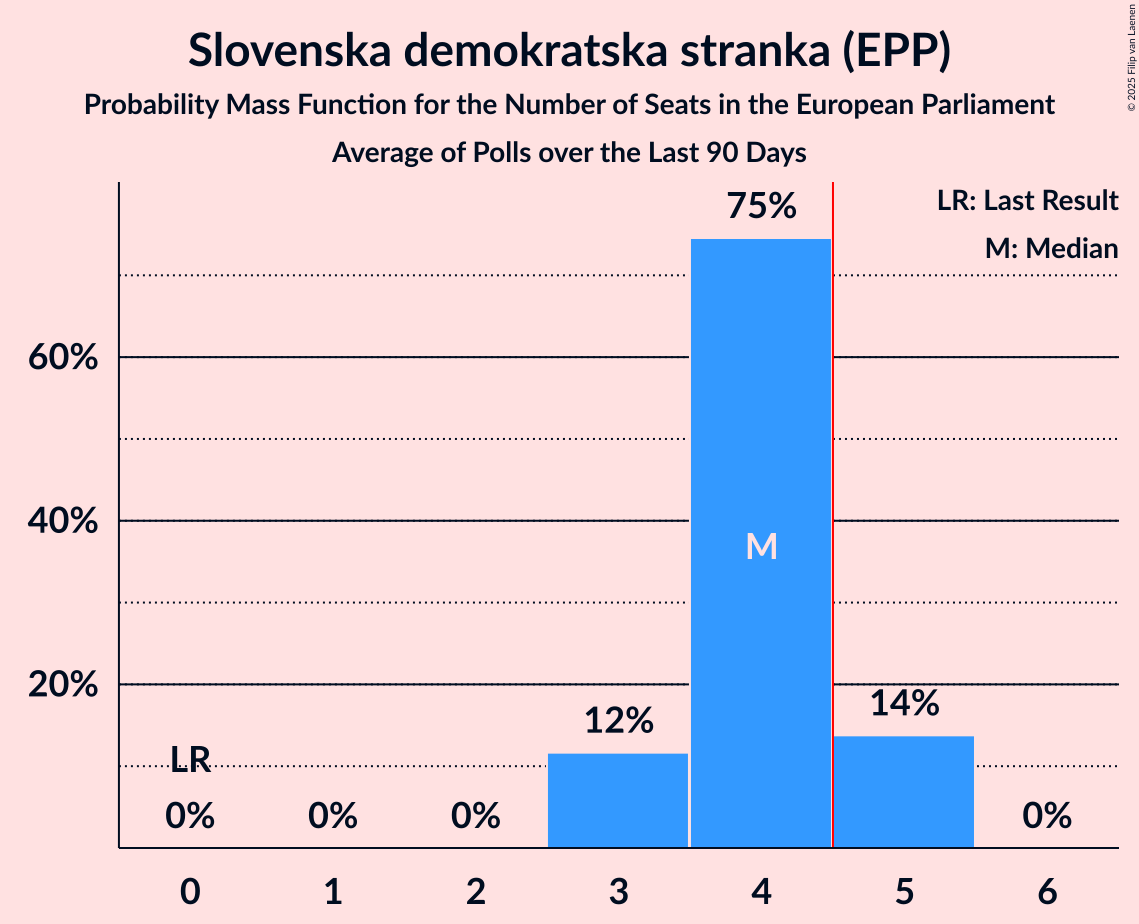 Slovenska demokratska stranka (EPP)
Probability Mass Function for the Number of Seats in the European Parliament
Average of Polls over the Last 90 Days
© 2025 Filip van Laenen
LR: Last Result
M: Median
75%
60%
40%
M
20%
12%
14%
LR
0%
0%
0%
0%
0 1 2 3 4 5 6